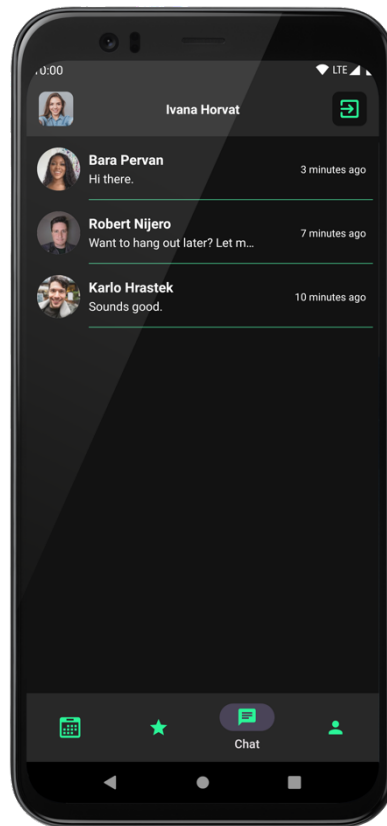 10:00
LTE
Ivana Horvat
Bara Pervan
Hi there.
3 minutes ago
Robert Nijero
Want to hang out later? Let m...
7 minutes ago
Karlo Hrastek
Sounds good.
10 minutes ago
Chat